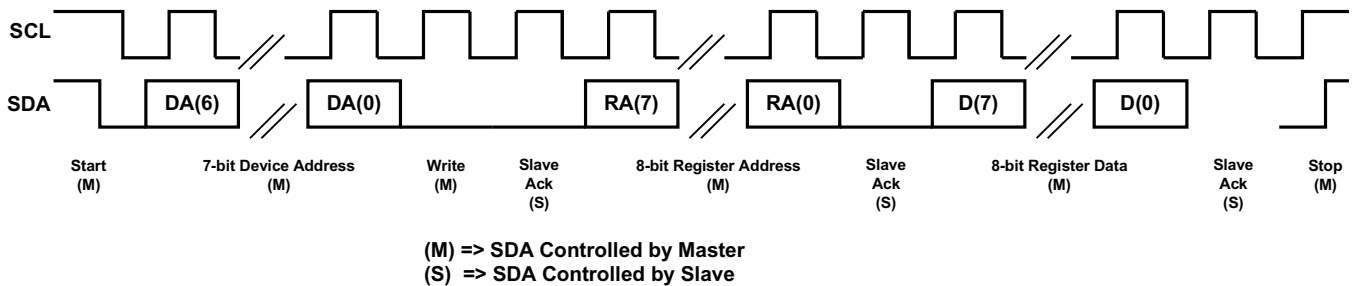 SCL
SDA
DA(6)
DA(0)
RA(7)
RA(0)
D(7)
D(0)
Start
(M)
7-bit Device Address
(M)
Write
(M)
Slave
Ack
(S)
8-bit Register Address
(M)
Slave
Ack
(S)
8-bit Register Data
(M)
Slave
Ack
(S)
Stop
(M)
(M) => SDA Controlled by Master
(S) => SDA Controlled by Slave